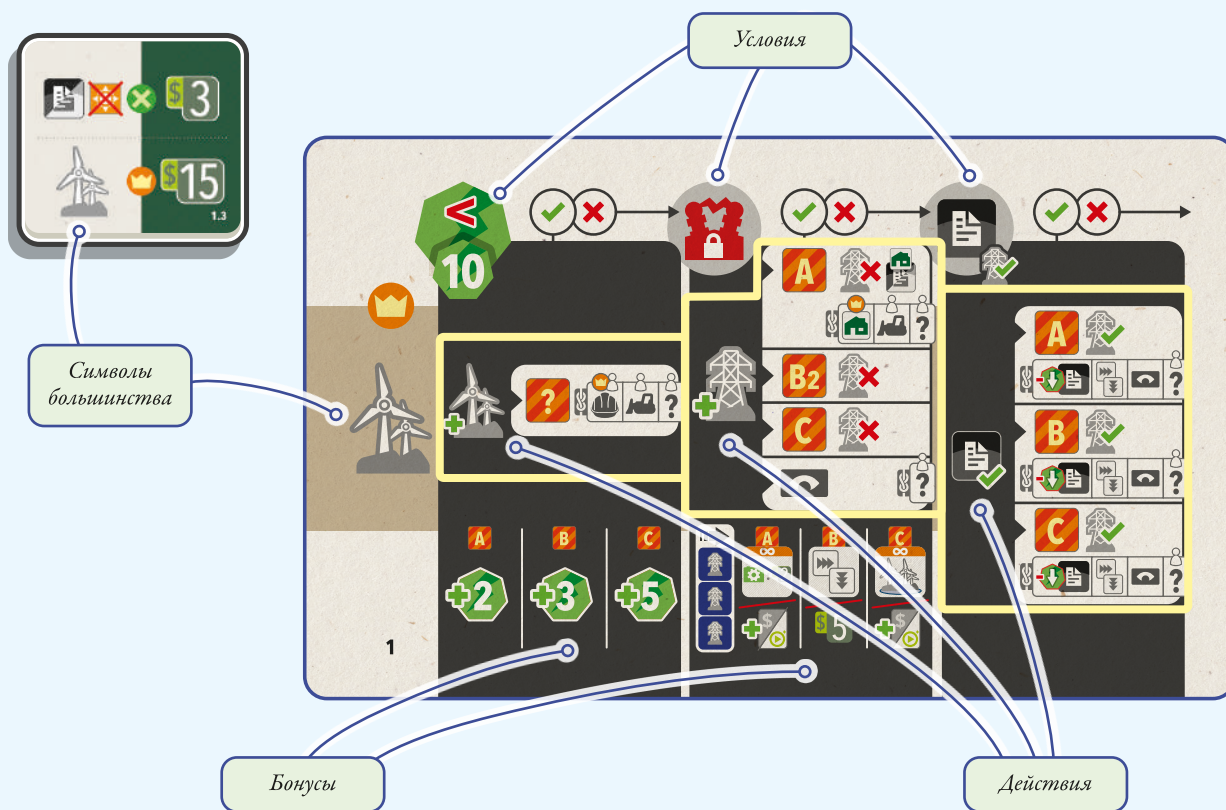 Условия
$3
$15
1.3
<
10
A
Символы
большинства
?
?
B2
C
?
A
?
B
?
C
?
A
B
C
+2
+3
+5
A
∞
B
C
∞
$
$5
$
1
Бонусы
Действия